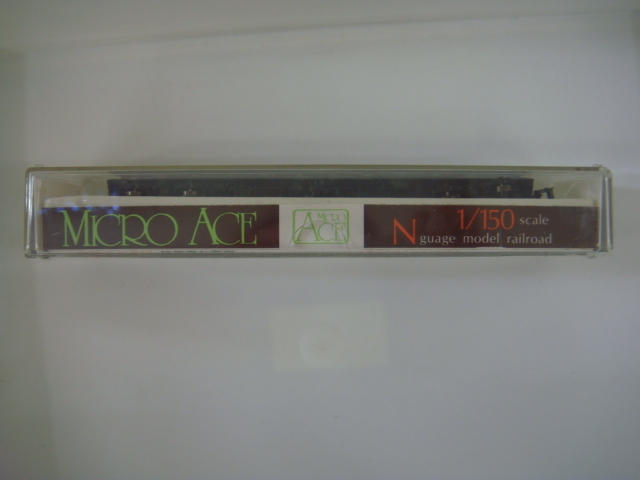 MICRO ACE
MICRO
ACE
1/150 scale
N guage model railroad